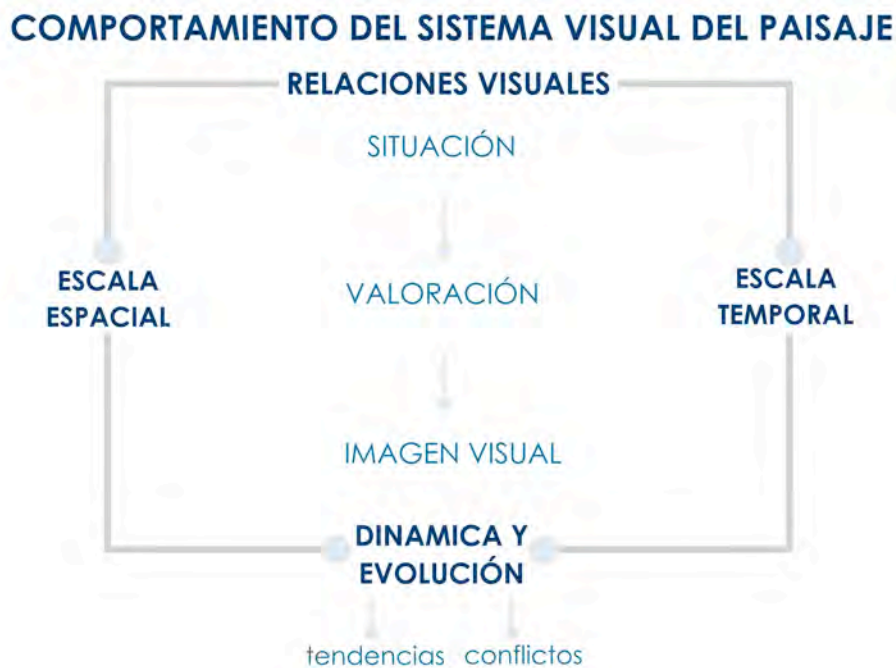 COMPORTAMIENTO DEL SISTEMA VISUAL DEL PAISAJE
RELACIONES VISUALES
SITUACIÓN
ESCALA
ESPACIAL
VALORACIÓN
ESCALA
TEMPORAL
IMAGEN VISUAL
DINAMICA Y
EVOLUCIÓN
tendencias conflictos